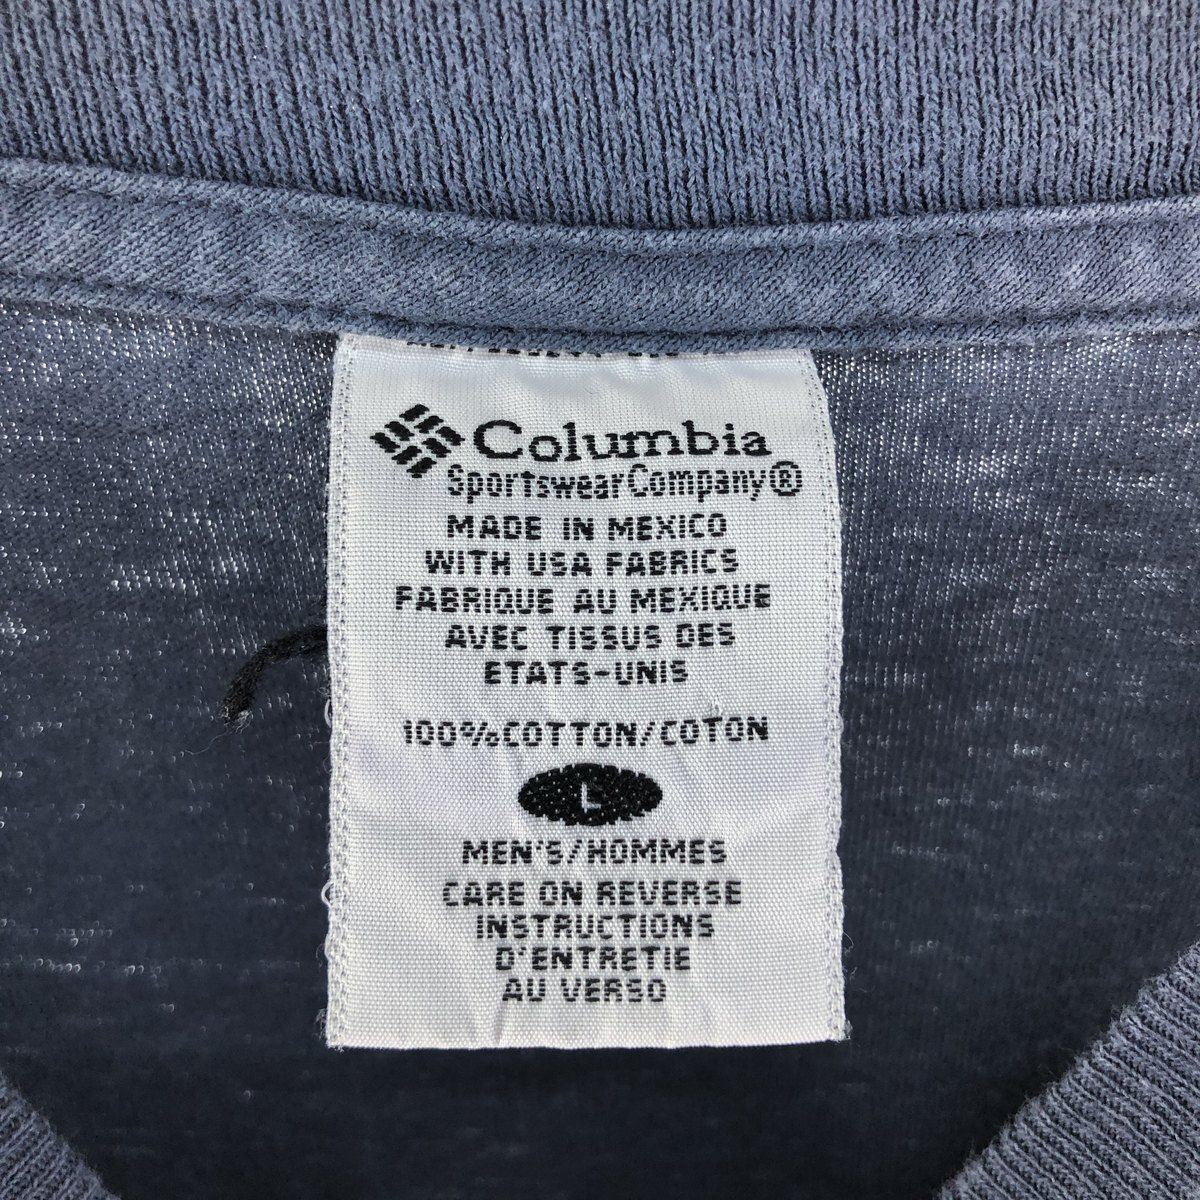 Columbia
Sportswear Company®
MADE IN MEXICO
WITH USA FABRICS
FABRIQUE AU MEXIQUE
AVEC TISSUS DES
ETATS-UNIS
100%COTTON/COTON
L
MEN'S/HOMMES
CARE ON REVERSE
INSTRUCTIONS
D'ENTRETIE
AU VERSO